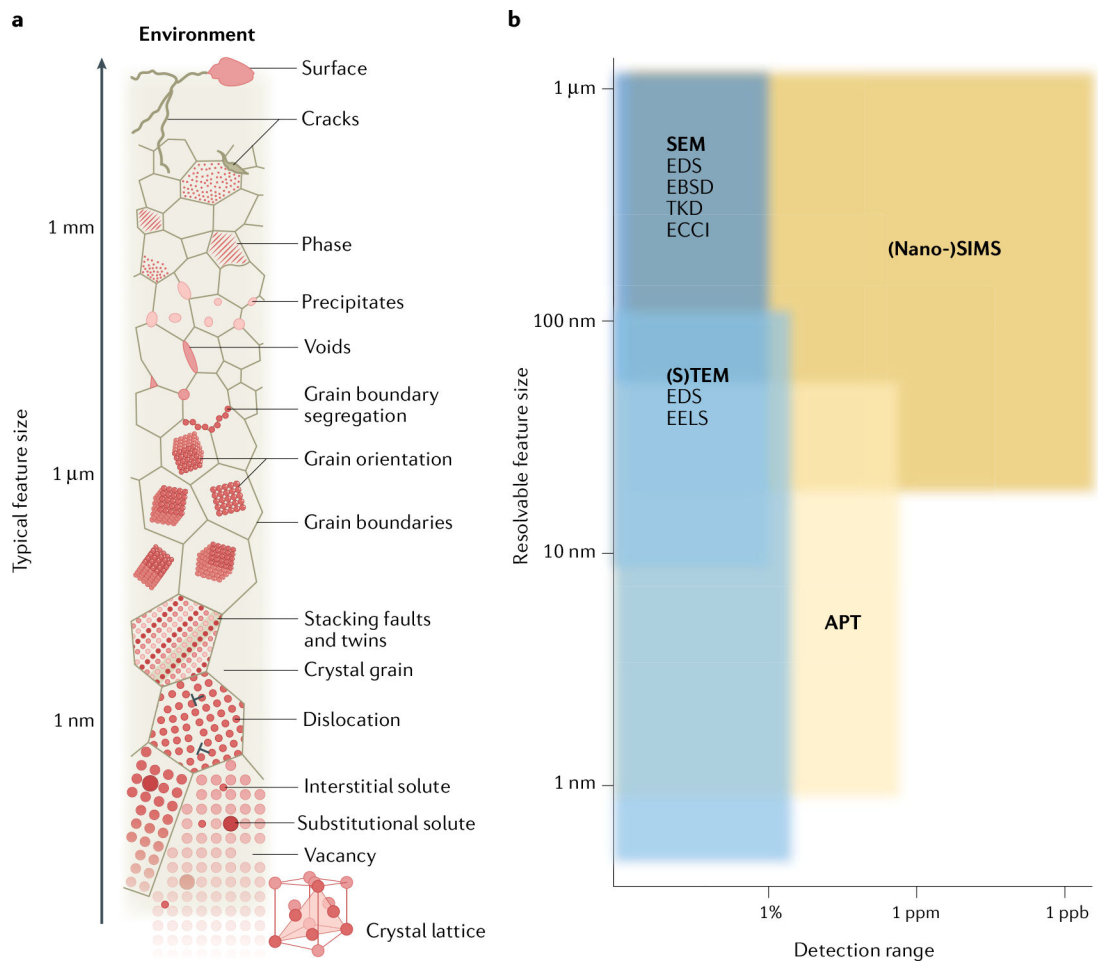 a
Environment
Surface
Cracks
1 mm
Phase
Precipitates
Voids
Grain boundary
segregation
Grain orientation
1 μm
Grain boundaries
Typical feature size
Stacking faults
and twins
Crystal grain
1 nm
Dislocation
Interstitial solute
Substitutional solute
Vacancy
Crystal lattice
b
1 μm
SEM
EDS
EBSD
TKD
ECCI
(Nano-)SIMS
100 nm
(S)TEM
EDS
EELS
Resolvable feature size
10 nm
APT
1 nm
1%
1 ppm
1 ppb
Detection range